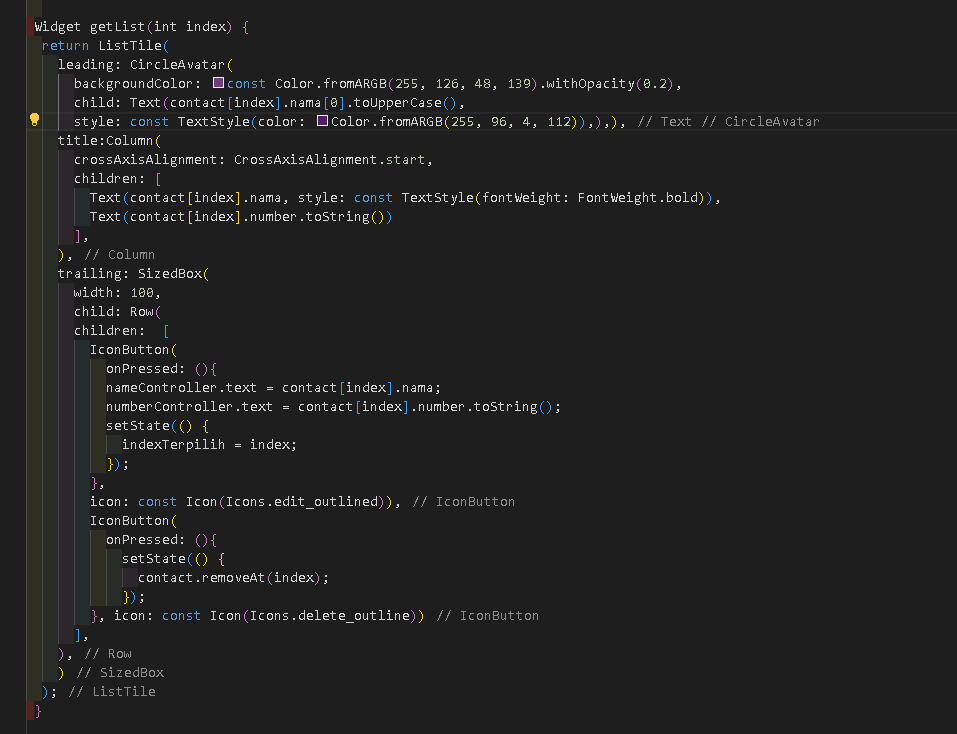 Widget getList(int index) {
return ListTile(
leading: CircleAvatar(
backgroundColor: const Color.fromARGB(255, 126, 48, 139).withOpacity(0.2),
child: Text(contact[index].nama[0].toUpperCase(),
style: const TextStyle(color: Color.fromARGB(255, 96, 4, 112)),),), // Text // CircleAvatar
title:Column(
crossAxisAlignment: CrossAxisAlignment.start,
children: [
Text(contact[index].nama, style: const TextStyle(fontWeight: FontWeight.bold)),
Text(contact[index].number.toString())
],
), // Column
trailing: SizedBox(
width: 100,
child: Row(
children:  [
IconButton(
onPressed: (){
nameController.text = contact[index].nama;
numberController.text = contact[index].number.toString();
setState(() {
indexTerpilih = index;
});
},
icon: const Icon(Icons.edit_outlined)), // IconButton
IconButton(
onPressed: (){
setState(() {
contact.removeAt(index);
});
}, icon: const Icon(Icons.delete_outline)) // IconButton
],
), // Row
) // SizedBox
); // ListTile
}